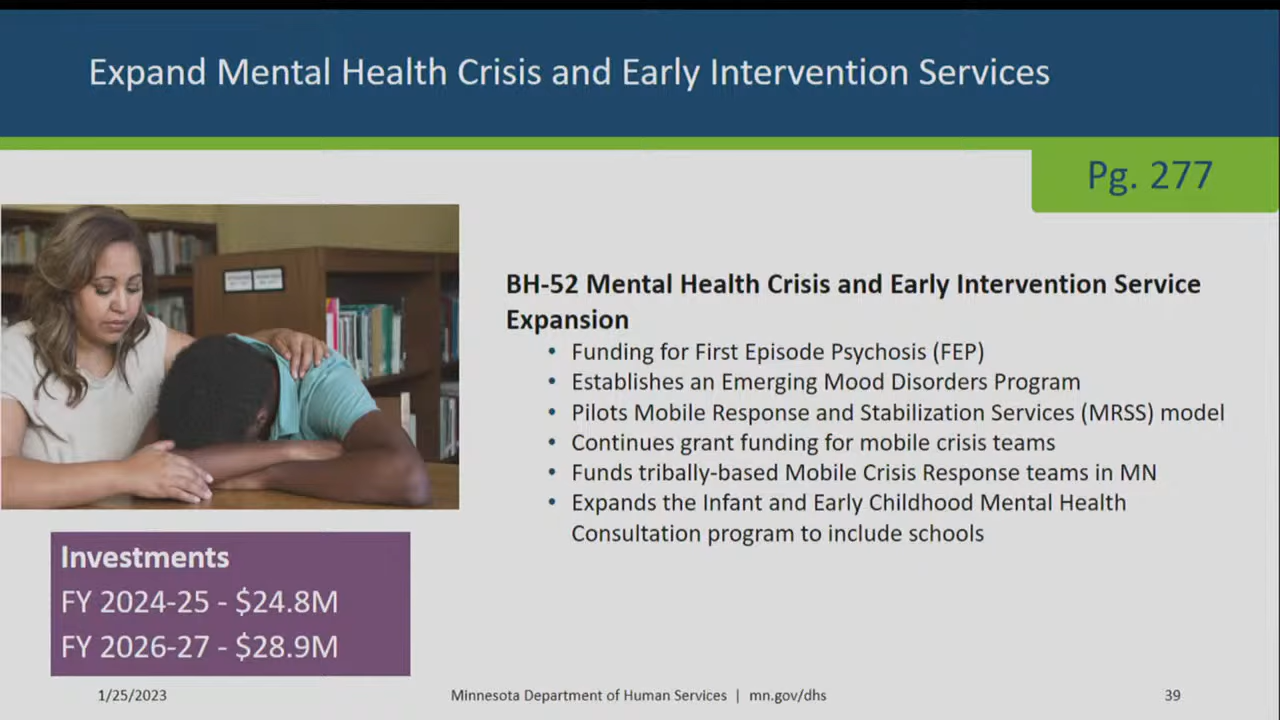 Expand Mental Health Crisis and Early Intervention Services
Pg. 277
BH-52 Mental Health Crisis and Early Intervention Service
Expansion
• Funding for First Episode Psychosis (FEP)
• Establishes an Emerging Mood Disorders Program
• Pilots Mobile Response and Stabilization Services (MRSS) model
• Continues grant funding for mobile crisis teams
• Funds tribally-based Mobile Crisis Response teams in MN
• Expands the Infant and Early Childhood Mental Health
Consultation program to include schools
Investments
FY 2024-25 - $24.8M
FY 2026-27 - $28.9M
1/25/2023
Minnesota Department of Human Services | mn.gov/dhs
39